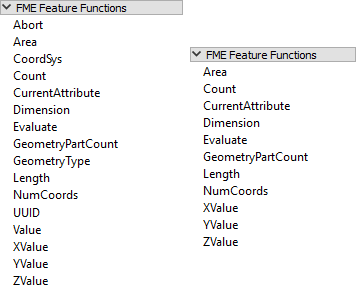 FME Feature Functions
Abort
Area
CoordSys
Count
CurrentAttribute
Dimension
Evaluate
GeometryPartCount
GeometryType
Length
NumCoords
UUID
Value
XValue
YValue
ZValue
FME Feature Functions
Area
Count
CurrentAttribute
Dimension
Evaluate
GeometryPartCount
Length
NumCoords
XValue
YValue
ZValue